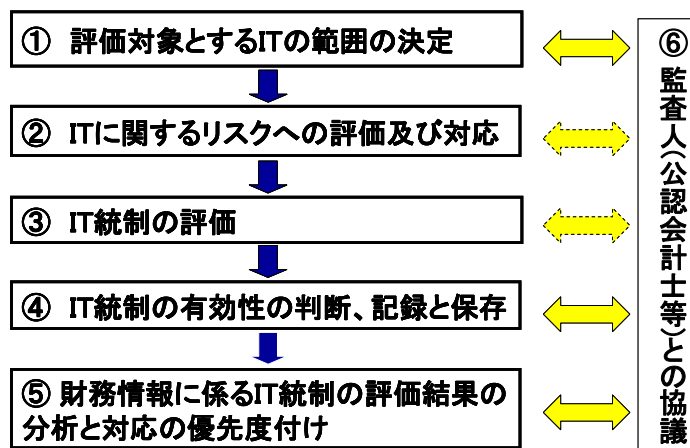 ① 評価対象とするITの範囲の決定
② ITに関するリスクへの評価及び対応
③ IT統制の評価
④ IT統制の有効性の判断、記録と保存
⑤ 財務情報に係るIT統制の評価結果の
分析と対応の優先度付け
⑥監査人(公認会計士等)との協議